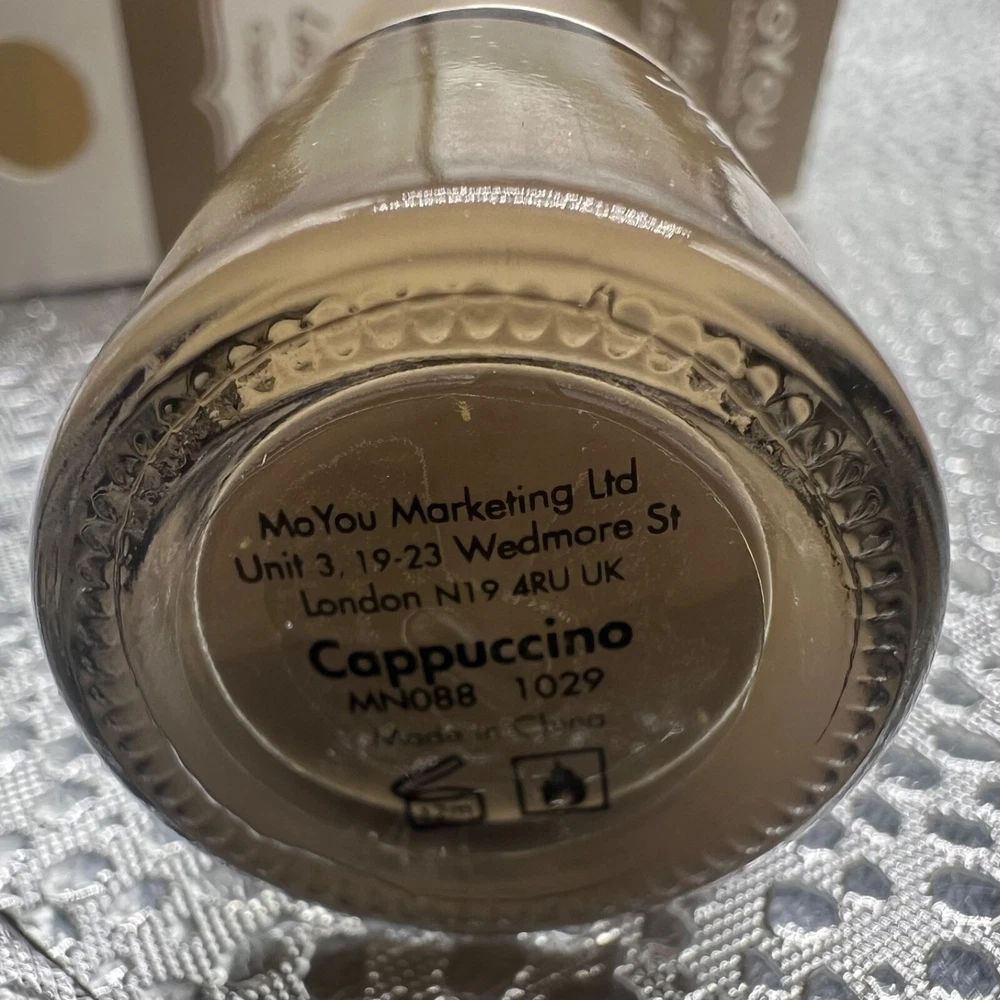 MoYou Marketing Ltd
Unit 3, 19-23 Wedmore St
London N19 4RU UK
Cappuccino
MN088 1029
Made in China
12m